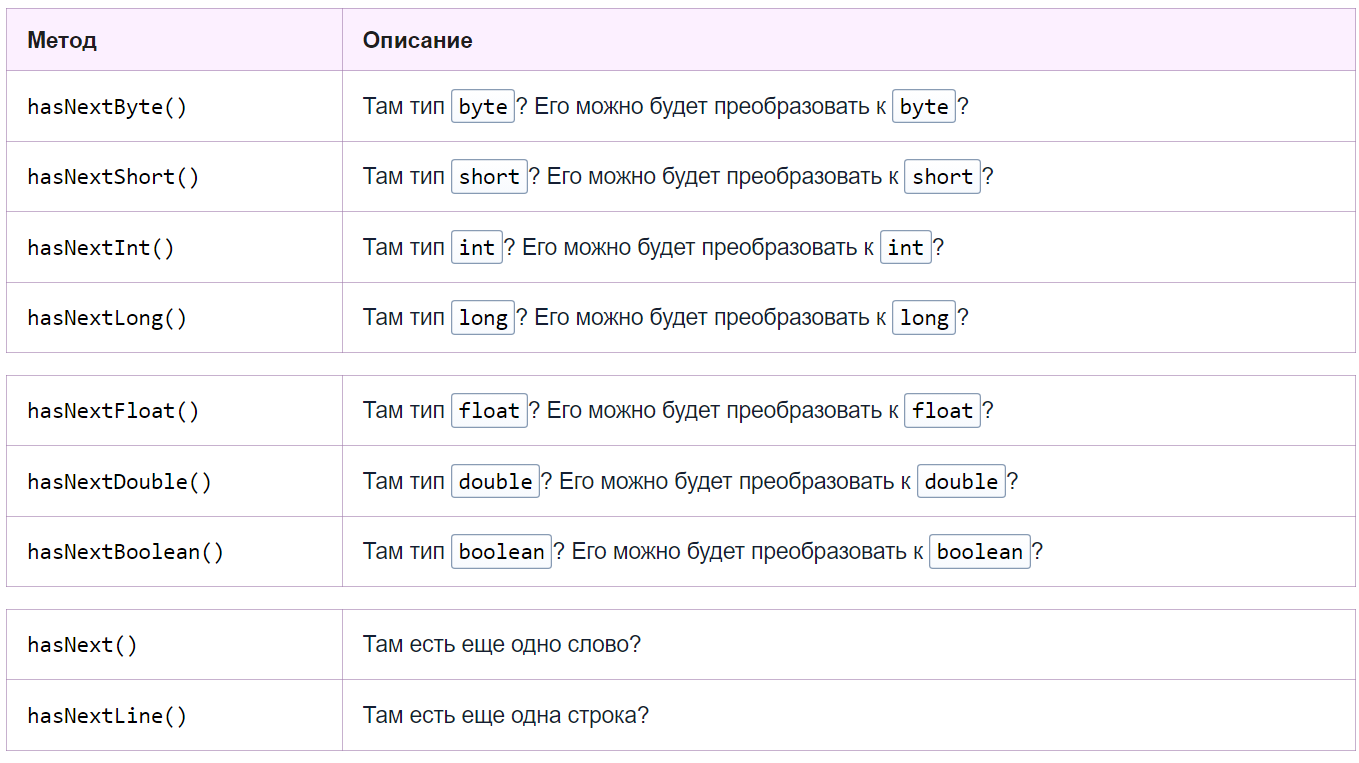 Метод Описание
hasNextByte() Там тип byte? Его можно будет преобразовать к byte?
hasNextShort() Там тип short? Его можно будет преобразовать к short?
hasNextInt() Там тип int? Его можно будет преобразовать к int?
hasNextLong() Там тип long? Его можно будет преобразовать к long?
hasNextFloat() Там тип float? Его можно будет преобразовать к float?
hasNextDouble() Там тип double? Его можно будет преобразовать к double?
hasNextBoolean() Там тип boolean? Его можно будет преобразовать к boolean?
hasNext() Там есть еще одно слово?
hasNextLine() Там есть еще одна строка?